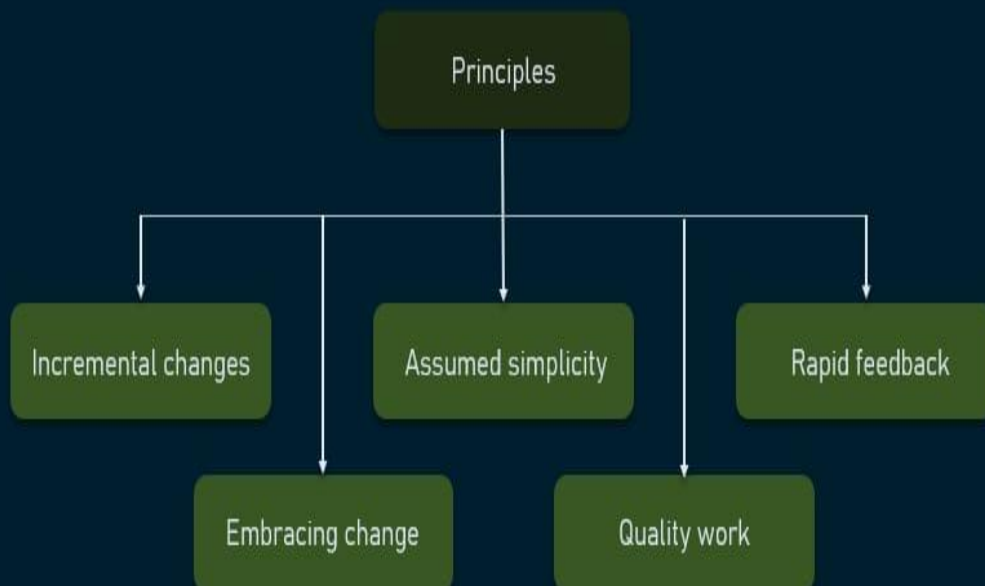 Principles
Incremental changes
Assumed simplicity
Rapid feedback
Embracing change
Quality work